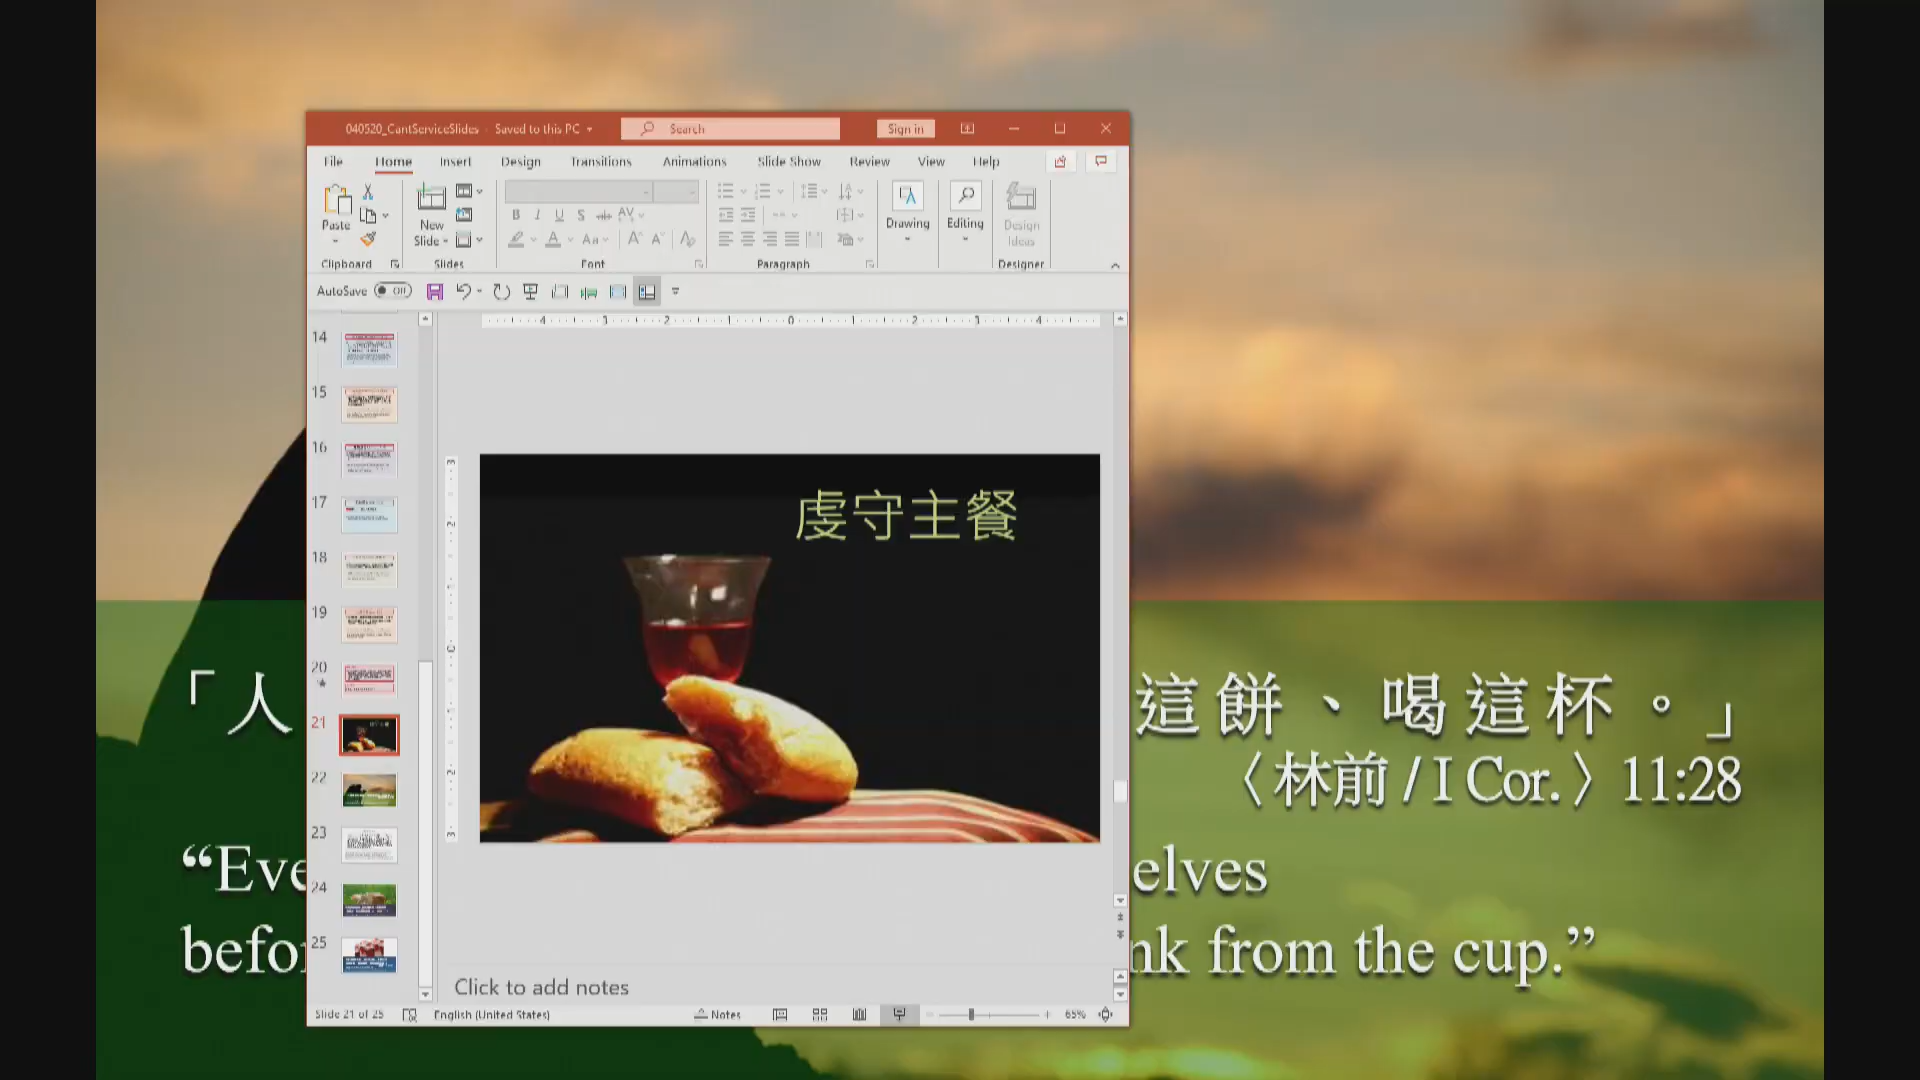 040520_CantServiceSlides - Saved to this PC
Search
Sign in
File Home Insert Design Transitions Animations Slide Show Review View Help
Paste
New Slide
Drawing
Editing
Design Ideas
Clipboard Slides Font Paragraph Designer
AutoSave Off
14
15
16
17
18
19
20
21
22
23
24
25
虔守主餐
「人
這餅、喝這杯。」
〈林前 / I Cor.〉11:28
“Eve
elves
befor
nk from the cup.”
Click to add notes
Slide 21 of 25 English (United States) Notes 65%